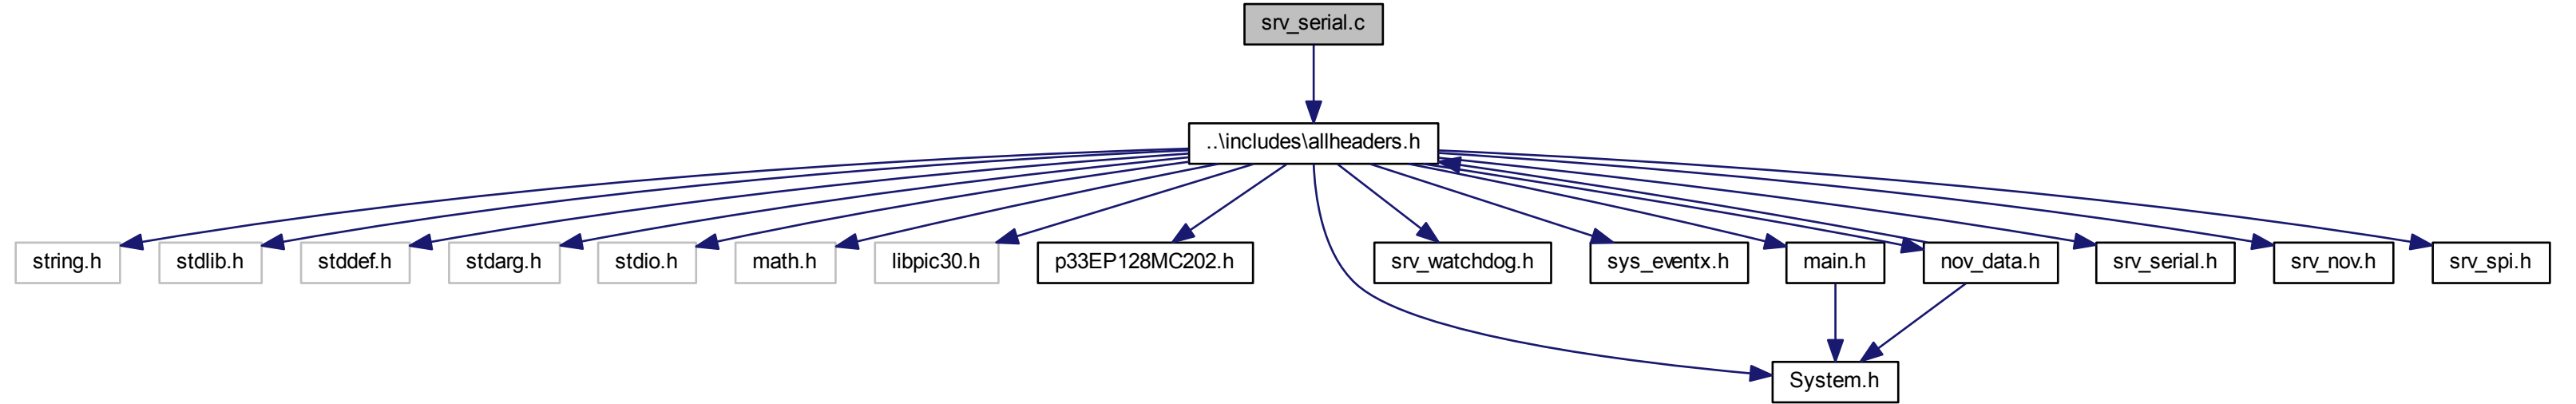 srv_serial.c
..\includes\allheaders.h
string.h
stdlib.h
stddef.h
stdarg.h
stdio.h
math.h
libpic30.h
p33EP128MC202.h
srv_watchdog.h
sys_eventx.h
main.h
nov_data.h
srv_serial.h
srv_nov.h
srv_spi.h
System.h